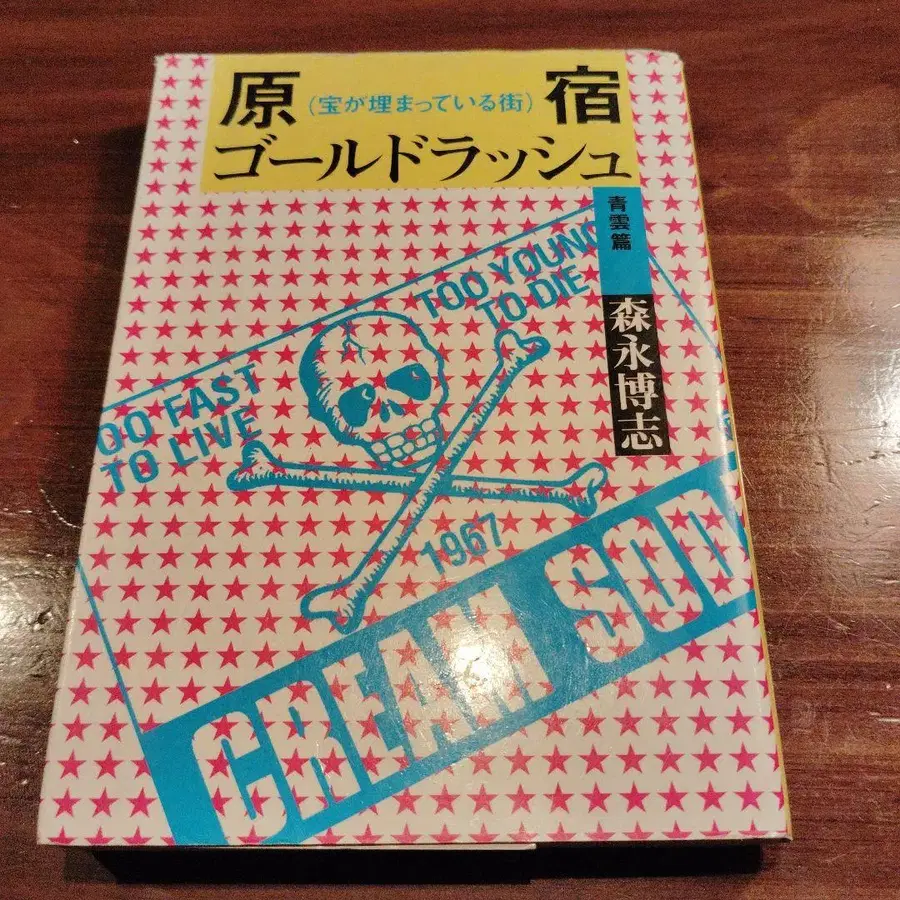 原宿
(宝が埋まっている街)
ゴールドラッシュ
青雲篇
森永博志
TOO YOUNG
TO DIE
GO FAST
TO LIVE
1967
CREAM SOD